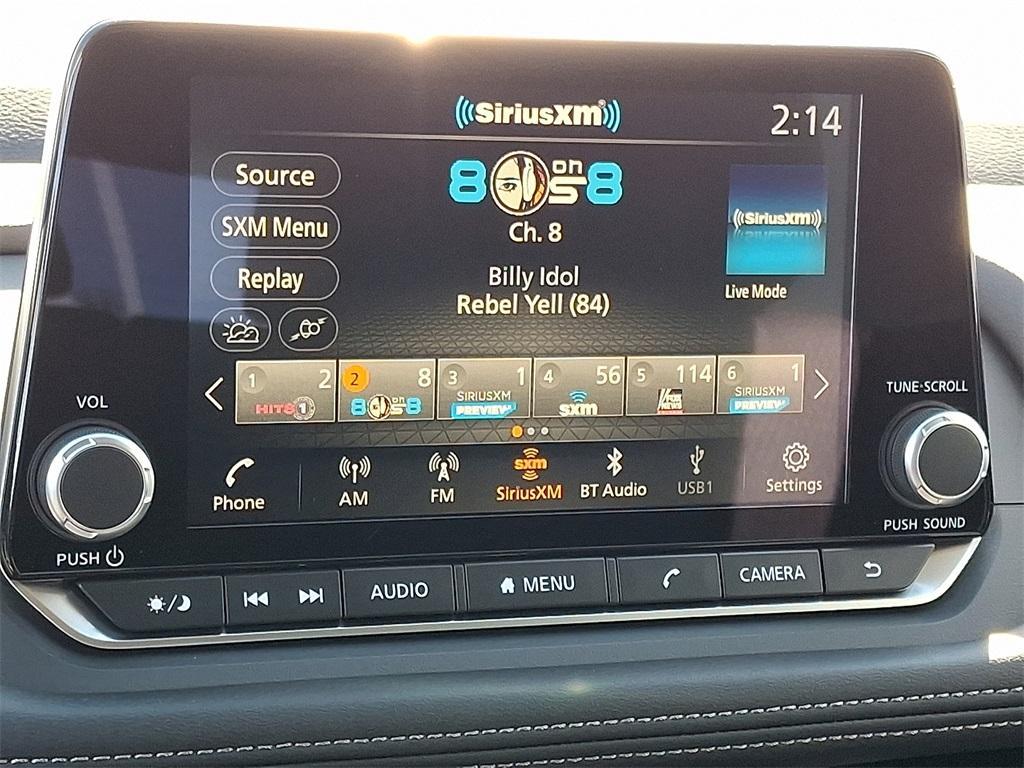 SiriusXM
2:14
Source
80s on 8
SXM Menu
Ch. 8
SiriusXM
SiriusXM
Replay
Billy Idol
Rebel Yell (84)
Live Mode
1 2 2 8 3 1 4 56 5 114 6 1
HITS 1 80s on 8 SIRIUSXM PREVIEW sxm FOX NEWS SIRIUSXM PREVIEW
Phone AM FM sxm SiriusXM BT Audio USB1 Settings
VOL
PUSH
TUNE·SCROLL
PUSH SOUND
AUDIO MENU CAMERA